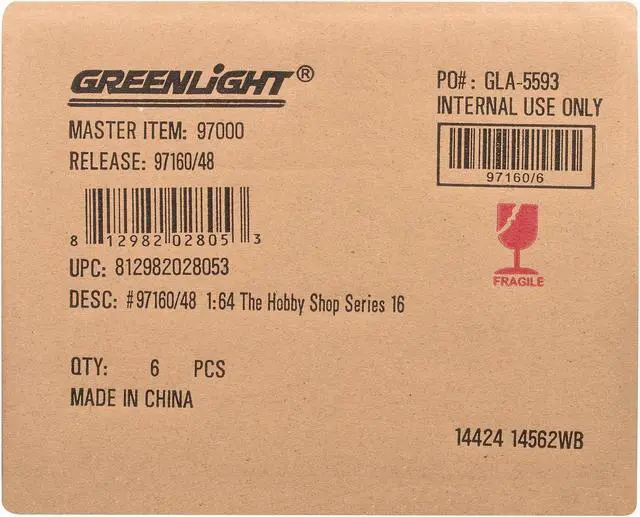 GREENLiGHT®
MASTER ITEM: 97000
RELEASE: 97160/48
8 12982 02805 3
UPC: 812982028053
DESC: #97160/48 1:64 The Hobby Shop Series 16
QTY: 6 PCS
MADE IN CHINA
PO#: GLA-5593
INTERNAL USE ONLY
97160/6
FRAGILE
14424 14562WB